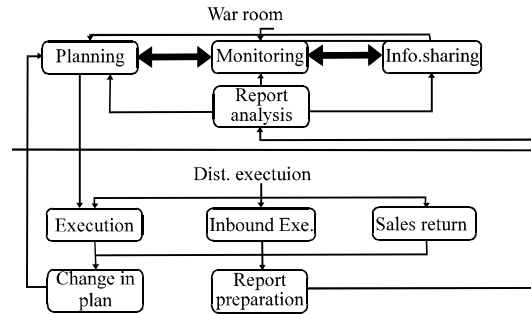 War room
Planning
Monitoring
Info.sharing
Report
analysis
Dist. exectuion
Execution
Inbound Exe.
Sales return
Change in
plan
Report
preparation